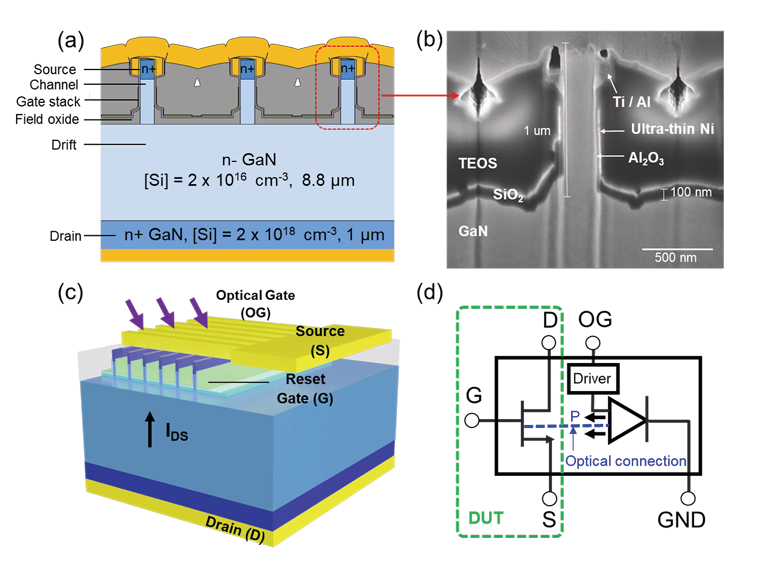 (a)
n+
n+
n+
Source
Channel
Gate stack
Field oxide
Drift
n- GaN
[Si] = 2 x 10¹⁶ cm⁻³, 8.8 µm
Drain
n+ GaN, [Si] = 2 x 10¹⁸ cm⁻³, 1 µm
(b)
Ti / Al
1 um
Ultra-thin Ni
TEOS
Al₂O₃
SiO₂
100 nm
GaN
500 nm
(c)
Optical Gate
(OG)
Source
(S)
Reset
Gate (G)
I_DS
Drain (D)
(d)
D
OG
Driver
G
P
Optical connection
DUT
S
GND